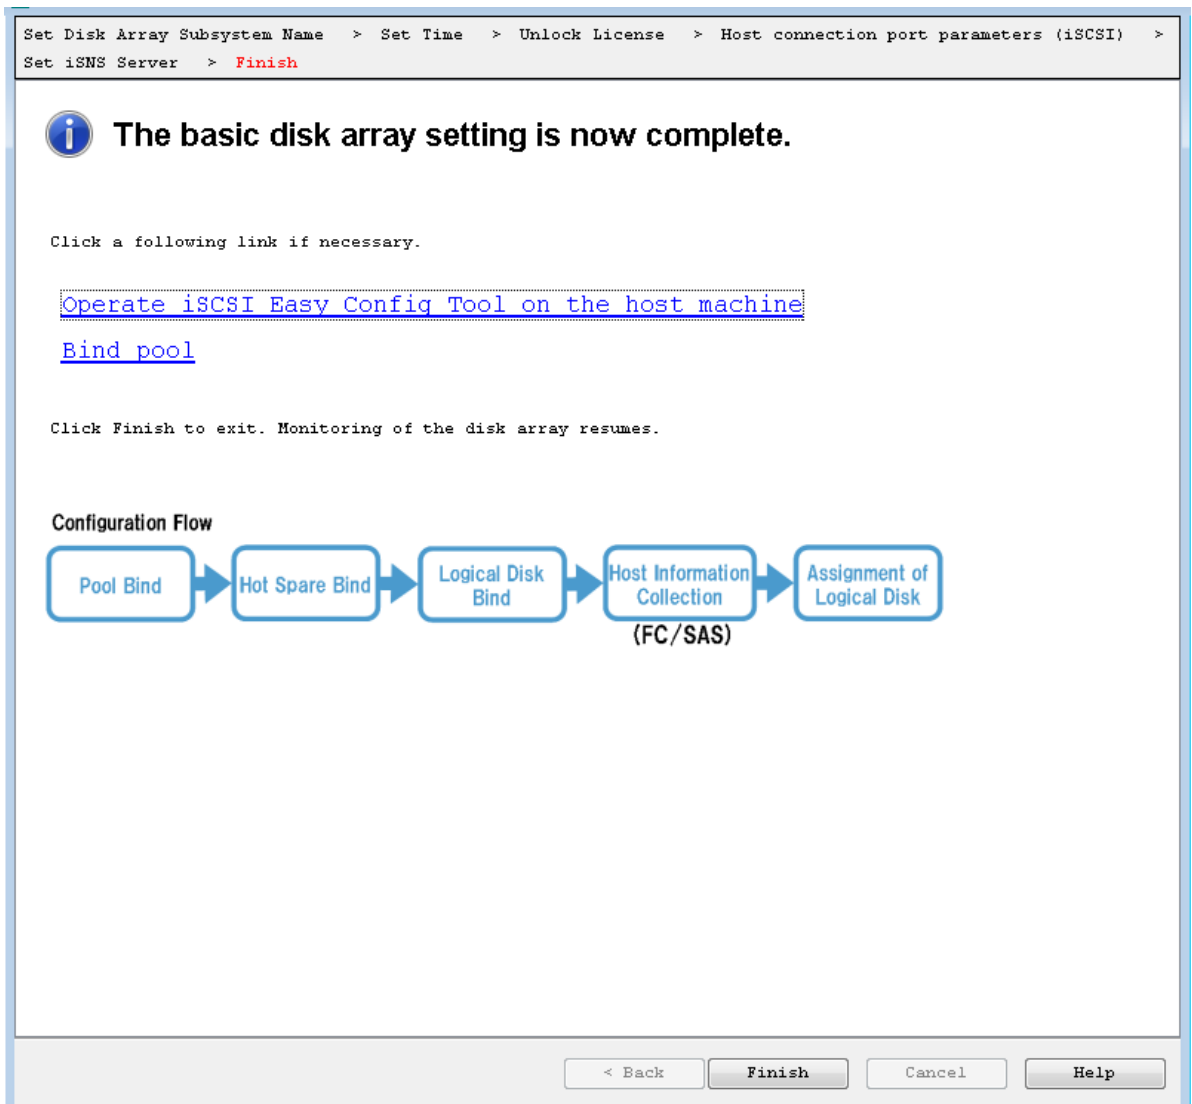 Set Disk Array Subsystem Name > Set Time > Unlock License > Host connection port parameters (iSCSI) >
Set iSNS Server > Finish
The basic disk array setting is now complete.
Click a following link if necessary.
Operate iSCSI Easy Config Tool on the host machine
Bind pool
Click Finish to exit. Monitoring of the disk array resumes.
Configuration Flow
Pool Bind
Hot Spare Bind
Logical Disk
Bind
Host Information
Collection
(FC/SAS)
Assignment of
Logical Disk
< Back Finish Cancel Help